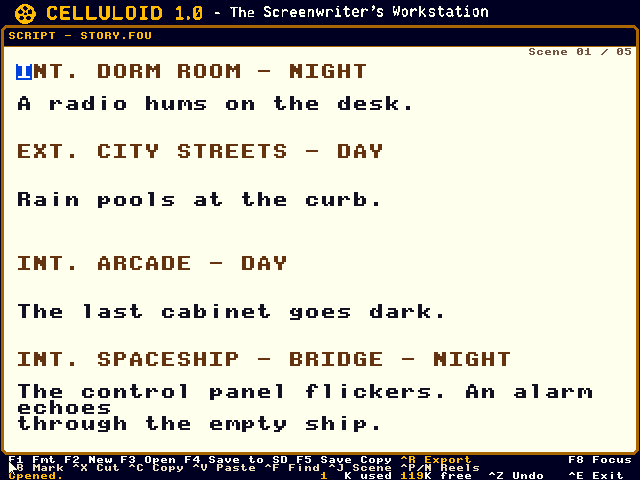 CELLULOID 1.0 - The Screenwriter's Workstation
SCRIPT - STORY.FOU
Scene 01 / 05
INT. DORM ROOM - NIGHT
A radio hums on the desk.
EXT. CITY STREETS - DAY
Rain pools at the curb.
INT. ARCADE - DAY
The last cabinet goes dark.
INT. SPACESHIP - BRIDGE - NIGHT
The control panel flickers. An alarm
echoes
through the empty ship.
F1 Fmt F2 New F3 Open F4 Save to SD F5 Save Copy ^R Export F8 Focus
^B Mark ^X Cut ^C Copy ^V Paste ^F Find ^J Scene ^P/N Reels
Opened. 1 K used 119K free ^Z Undo ^E Exit